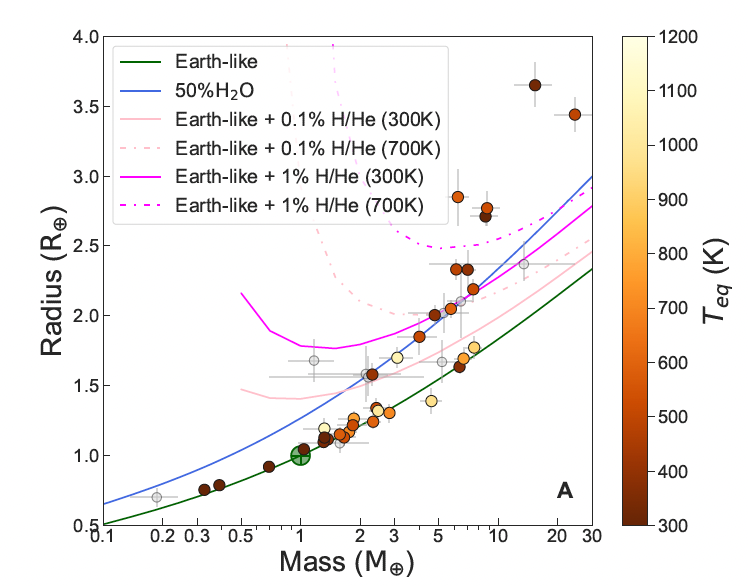 4.0
3.5
3.0
2.5
2.0
1.5
1.0
0.5
Radius (R⊕)
Earth-like
50%H₂O
Earth-like + 0.1% H/He (300K)
Earth-like + 0.1% H/He (700K)
Earth-like + 1% H/He (300K)
Earth-like + 1% H/He (700K)
A
0.1 0.2 0.3 0.5 1 2 3 5 10 20 30
Mass (M⊕)
1200
1100
1000
900
800
700
600
500
400
300
T_eq (K)